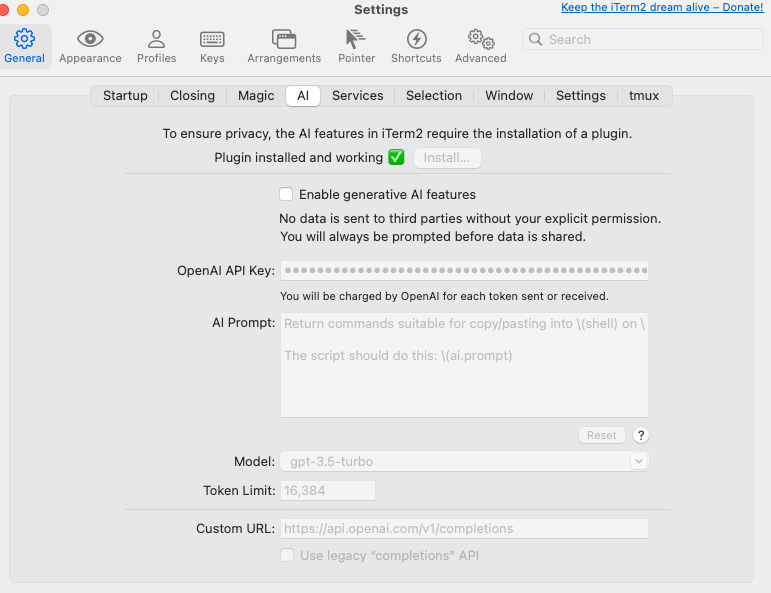 Settings
Keep the iTerm2 dream alive – Donate!
General Appearance Profiles Keys Arrangements Pointer Shortcuts Advanced
Search
Startup Closing Magic AI Services Selection Window Settings tmux
To ensure privacy, the AI features in iTerm2 require the installation of a plugin.
Plugin installed and working ✅ Install...
Enable generative AI features
No data is sent to third parties without your explicit permission.
You will always be prompted before data is shared.
OpenAI API Key:
You will be charged by OpenAI for each token sent or received.
AI Prompt: Return commands suitable for copy/pasting into \(shell) on \
The script should do this: \(ai.prompt)
Reset ?
Model: gpt-3.5-turbo
Token Limit: 16,384
Custom URL: https://api.openai.com/v1/completions
Use legacy “completions” API